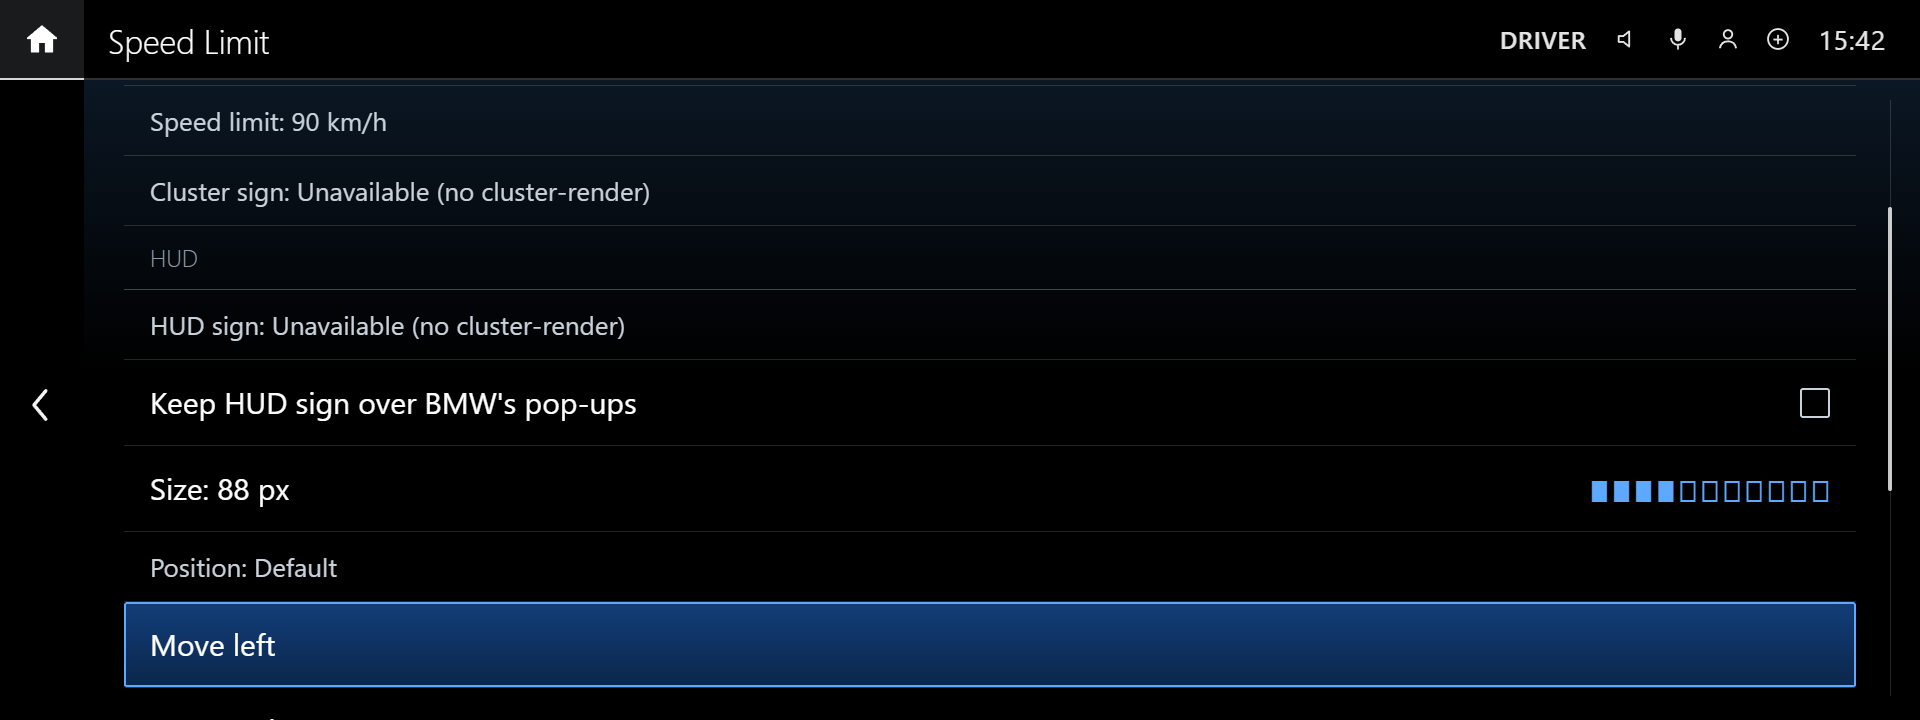 Speed Limit
DRIVER
15:42
Speed limit: 90 km/h
Cluster sign: Unavailable (no cluster-render)
HUD
HUD sign: Unavailable (no cluster-render)
Keep HUD sign over BMW's pop-ups
Size: 88 px
Position: Default
Move left